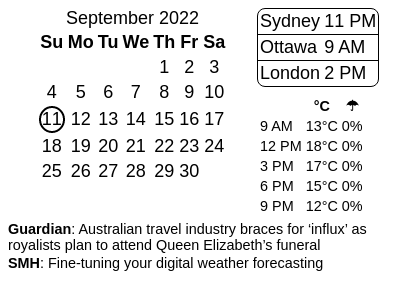 September 2022
Su Mo Tu We Th Fr Sa
1 2 3
4 5 6 7 8 9 10
11 12 13 14 15 16 17
18 19 20 21 22 23 24
25 26 27 28 29 30
Sydney 11 PM
Ottawa 9 AM
London 2 PM
°C ☂
9 AM 13°C 0%
12 PM 18°C 0%
3 PM 17°C 0%
6 PM 15°C 0%
9 PM 12°C 0%
Guardian: Australian travel industry braces for ‘influx’ as
royalists plan to attend Queen Elizabeth’s funeral
SMH: Fine-tuning your digital weather forecasting